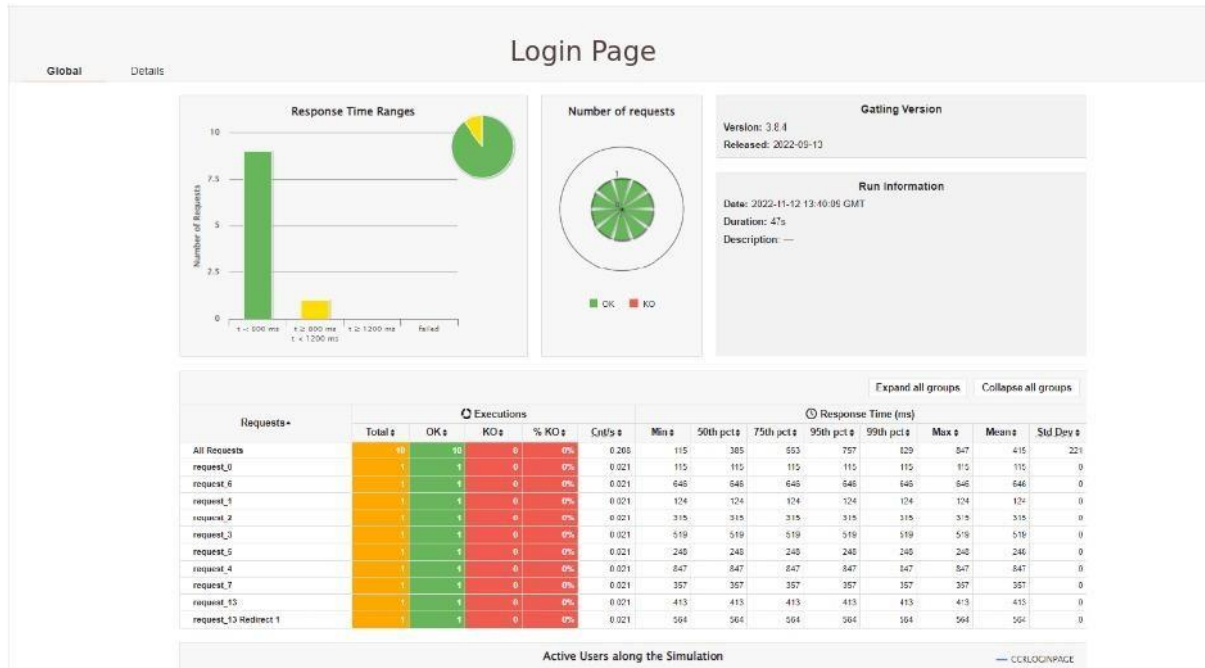 Login Page
Global Details
Response Time Ranges
10
7.5
5
2.5
0
Number of Requests
t < 800 ms
t ≥ 800 ms
t < 1200 ms
t ≥ 1200 ms
failed
Number of requests
1
OK KO
Gatling Version
Version: 3.8.4
Released: 2022-09-13
Run Information
Date: 2022-11-12 13:40:09 GMT
Duration: 47s
Description: —
Expand all groups Collapse all groups
Requests
Executions
Response Time (ms)
Total OK KO % KO Cnt/s Min 50th pct 75th pct 95th pct 99th pct Max Mean Std Dev
All Requests 10 10 0 0% 0.208 115 385 553 757 829 847 415 221
request_0 1 1 0 0% 0.021 115 115 115 115 115 115 115 0
request_6 1 1 0 0% 0.021 646 646 646 646 646 646 646 0
request_1 1 1 0 0% 0.021 124 124 124 124 124 124 124 0
request_2 1 1 0 0% 0.021 315 315 315 315 315 315 315 0
request_3 1 1 0 0% 0.021 519 519 519 519 519 519 519 0
request_5 1 1 0 0% 0.021 248 248 248 248 248 248 248 0
request_4 1 1 0 0% 0.021 847 847 847 847 847 847 847 0
request_7 1 1 0 0% 0.021 357 357 357 357 357 357 357 0
request_13 1 1 0 0% 0.021 413 413 413 413 413 413 413 0
request_13 Redirect 1 1 1 0 0% 0.021 564 564 564 564 564 564 564 0
Active Users along the Simulation
CCRLOGINPAGE